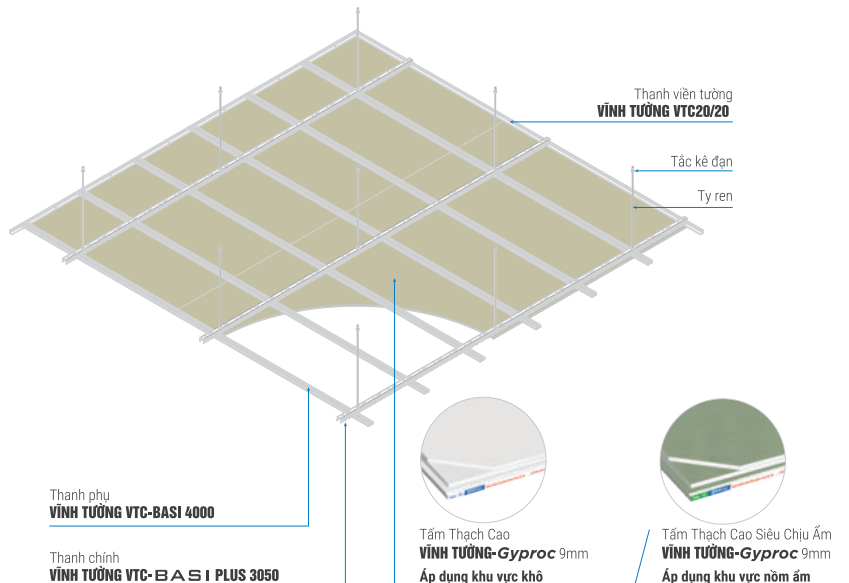 Thanh viền tường
VĨNH TƯỜNG VTC20/20
Tắc kê đạn
Ty ren
Thanh phụ
VĨNH TƯỜNG VTC-BASI 4000
Thanh chính
VĨNH TƯỜNG VTC-BASI PLUS 3050
Tấm Thạch Cao
VĨNH TƯỜNG-Gyproc 9mm
Áp dụng khu vực khô
Tấm Thạch Cao Siêu Chịu Ẩm
VĨNH TƯỜNG-Gyproc 9mm
Áp dụng khu vực nồm ẩm